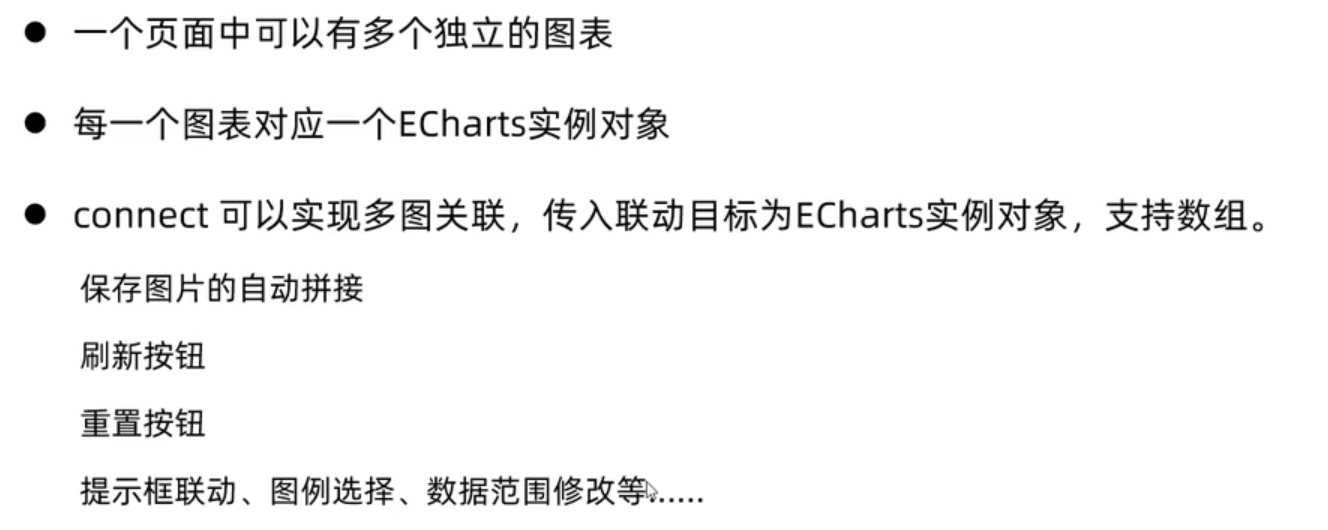 ● 一个页面中可以有多个独立的图表
● 每一个图表对应一个ECharts实例对象
● connect 可以实现多图关联，传入联动目标为ECharts实例对象，支持数组。
保存图片的自动拼接
刷新按钮
重置按钮
提示框联动、图例选择、数据范围修改等......